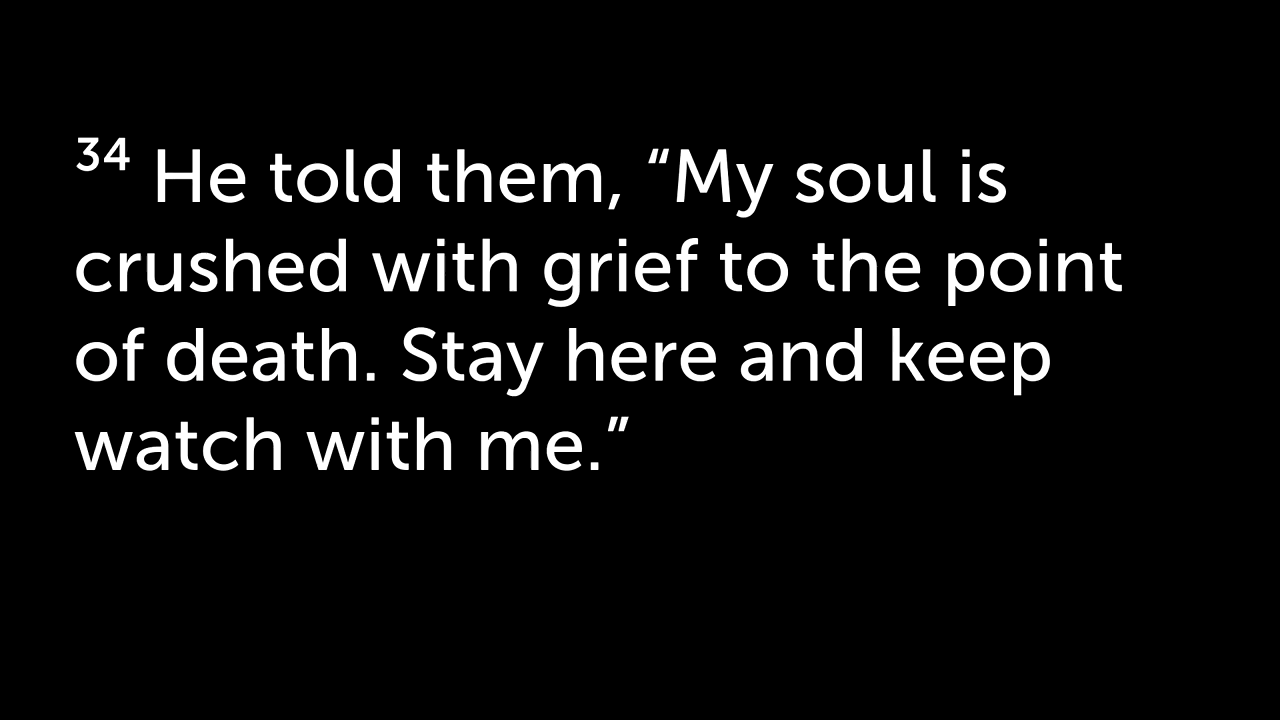 ³⁴ He told them, “My soul is
crushed with grief to the point
of death. Stay here and keep
watch with me.”